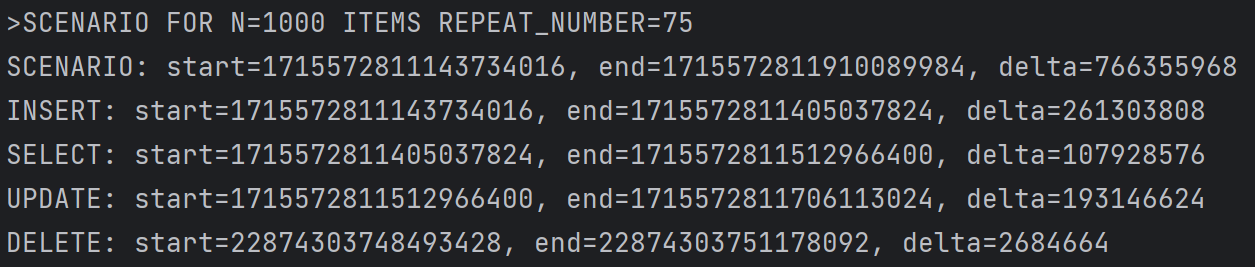 >SCENARIO FOR N=1000 ITEMS REPEAT_NUMBER=75
SCENARIO: start=1715572811143734016, end=1715572811910089984, delta=766355968
INSERT: start=1715572811143734016, end=1715572811405037824, delta=261303808
SELECT: start=1715572811405037824, end=1715572811512966400, delta=107928576
UPDATE: start=1715572811512966400, end=1715572811706113024, delta=193146624
DELETE: start=22874303748493428, end=22874303751178092, delta=2684664